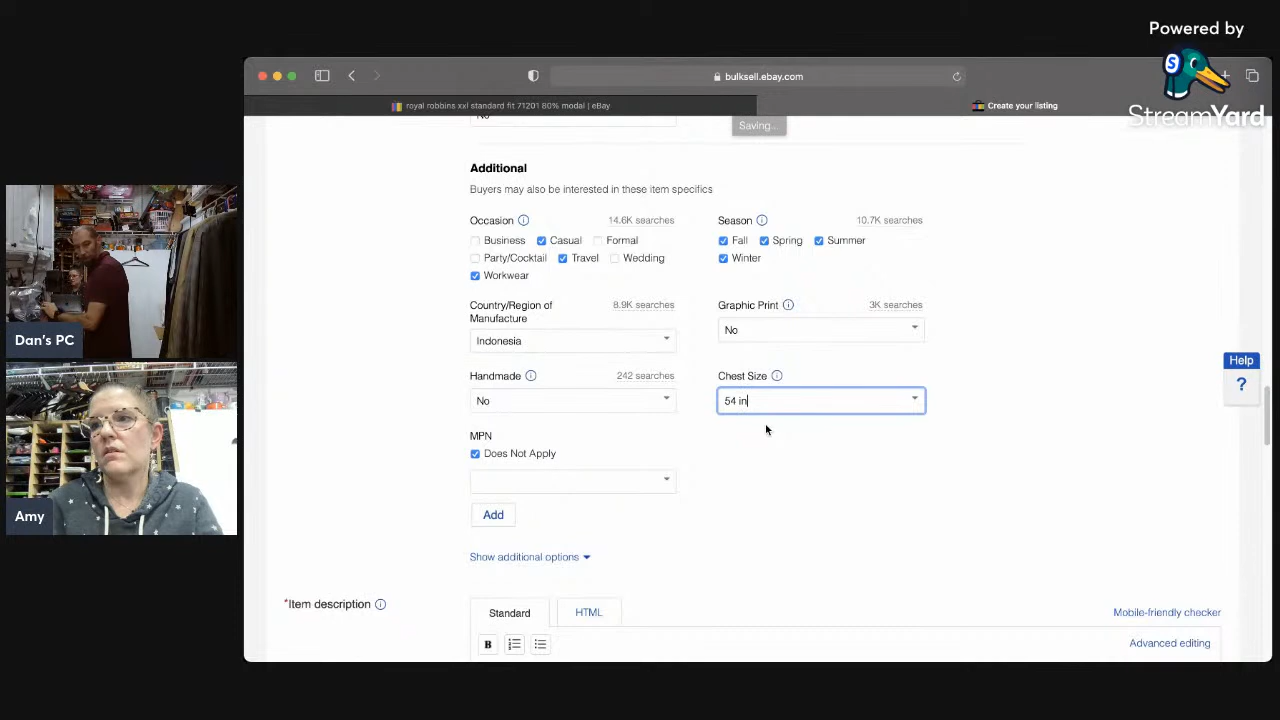 Powered by
StreamYard
bulksell.ebay.com
royal robbins xxl standard fit 71201 80% modal | eBay
Create your listing
No
Saving...
Additional
Buyers may also be interested in these item specifics
Occasion 14.6K searches
Season 10.7K searches
Business Casual Formal
Fall Spring Summer
Party/Cocktail Travel Wedding
Winter
Workwear
Country/Region of Manufacture 8.9K searches
Graphic Print 3K searches
Indonesia
No
Handmade 242 searches
Chest Size
No
54 in
MPN
Does Not Apply
Add
Show additional options
*Item description
Standard
HTML
Mobile-friendly checker
B
Advanced editing
Help
?
Dan's PC
Amy